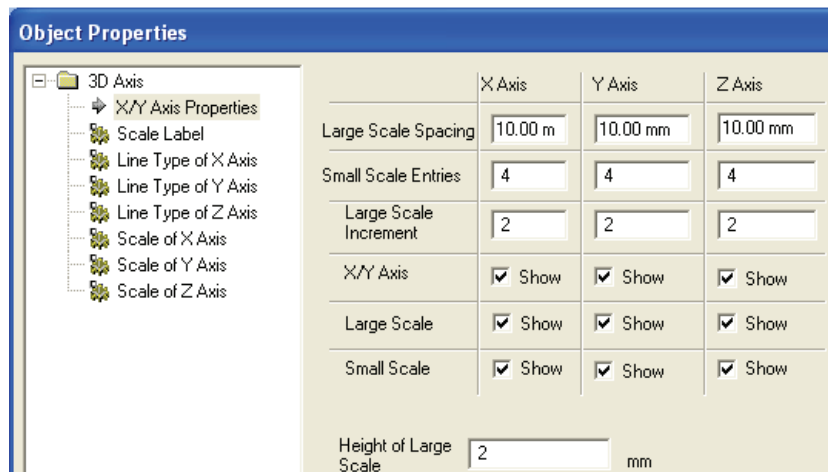 Object Properties
3D Axis
X/Y Axis Properties
Scale Label
Line Type of X Axis
Line Type of Y Axis
Line Type of Z Axis
Scale of X Axis
Scale of Y Axis
Scale of Z Axis
X Axis Y Axis Z Axis
Large Scale Spacing 10.00 m 10.00 mm 10.00 mm
Small Scale Entries 4 4 4
Large Scale
Increment 2 2 2
X/Y Axis Show Show Show
Large Scale Show Show Show
Small Scale Show Show Show
Height of Large
Scale 2 mm